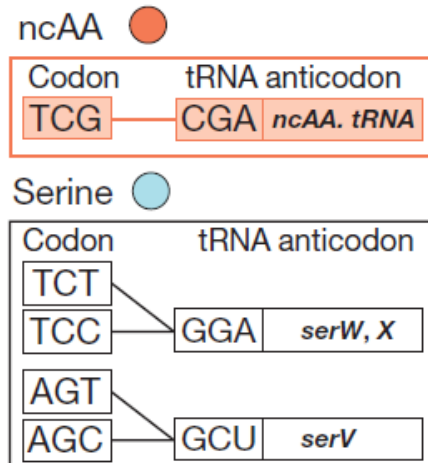 ncAA
Codon tRNA anticodon
TCG CGA ncAA. tRNA
Serine
Codon tRNA anticodon
TCT
TCC GGA serW, X
AGT
AGC GCU serV